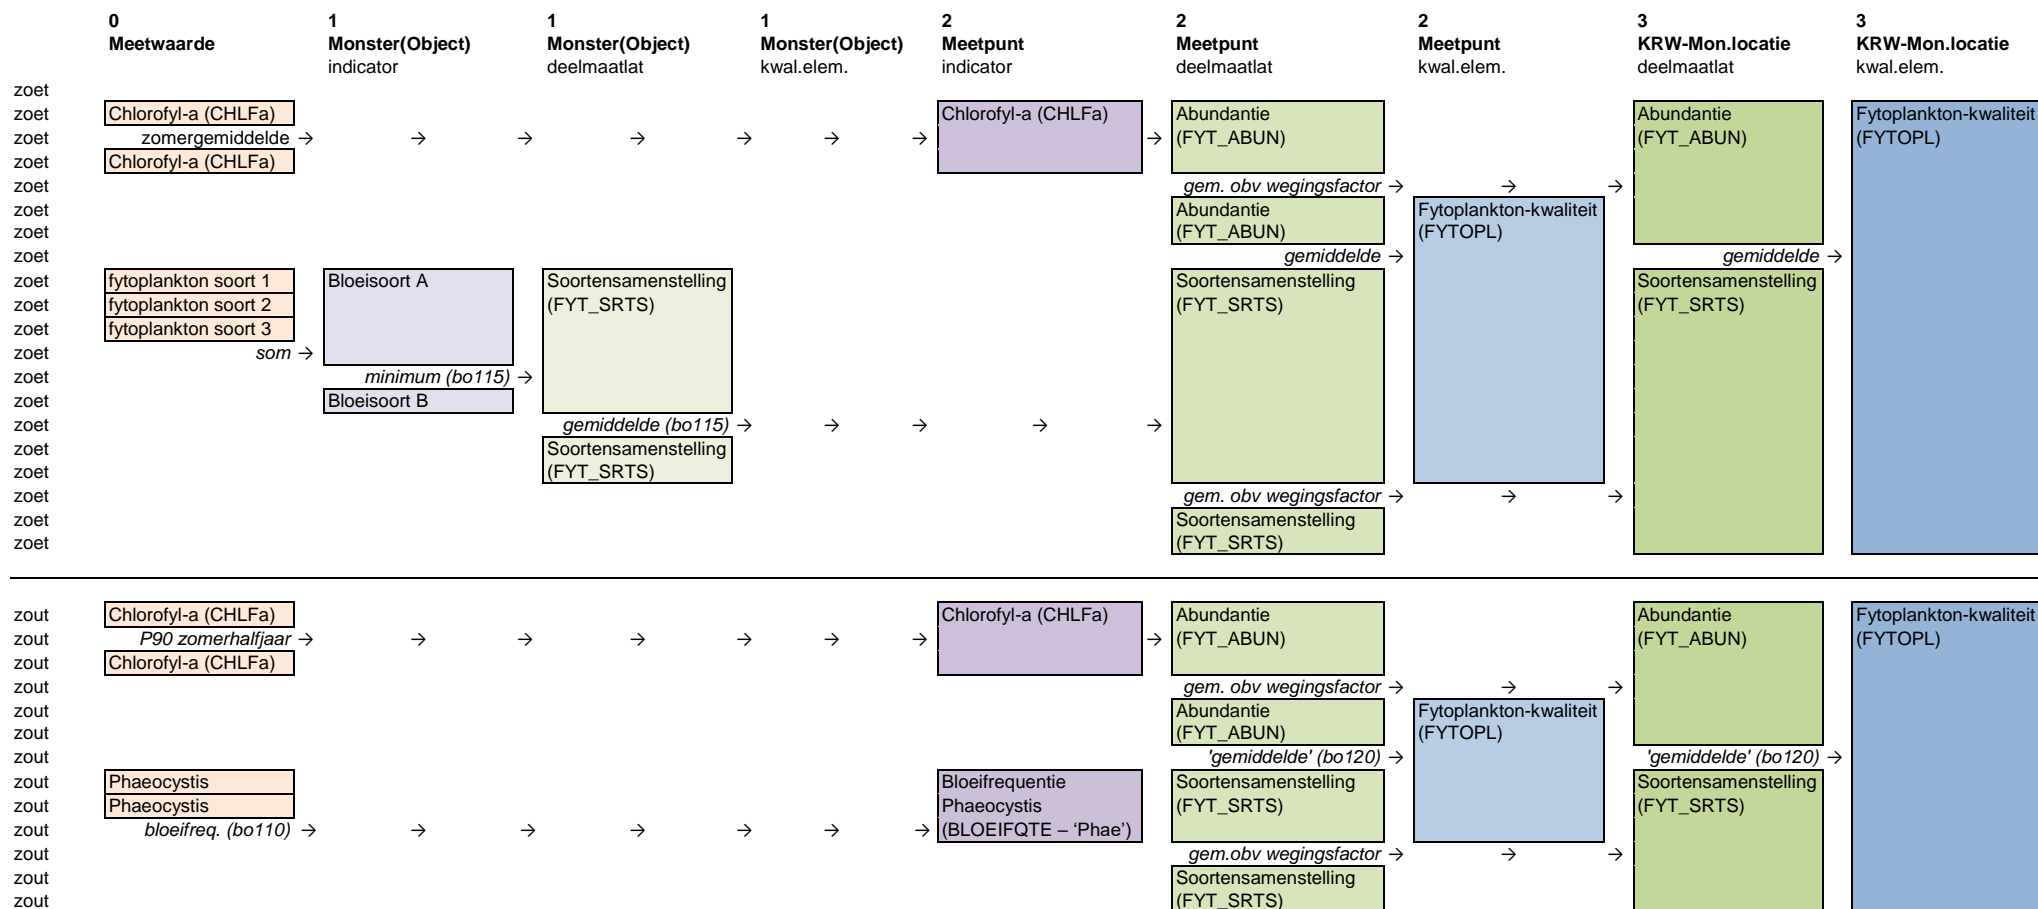 0 1 1 1 2 2 2 3 3
Meetwaarde Monster(Object) Monster(Object) Monster(Object) Meetpunt Meetpunt Meetpunt KRW-Mon.locatie KRW-Mon.locatie
indicator deelmaatlat kwal.elem. indicator deelmaatlat kwal.elem. deelmaatlat kwal.elem.
zoet
zoet Chlorofyl-a (CHLFa) Chlorofyl-a (CHLFa) Abundantie Abundantie Fytoplankton-kwaliteit
zoet zomergemiddelde → → → → → → → → (FYT_ABUN) (FYT_ABUN) (FYTOPL)
zoet Chlorofyl-a (CHLFa)
zoet gem. obv wegingsfactor → → →
zoet Abundantie Fytoplankton-kwaliteit
zoet (FYT_ABUN) (FYTOPL)
zoet gemiddelde → gemiddelde →
zoet fytoplankton soort 1 Bloeisoort A Soortensamenstelling Soortensamenstelling Soortensamenstelling
zoet fytoplankton soort 2 (FYT_SRTS) (FYT_SRTS) (FYT_SRTS)
zoet fytoplankton soort 3
zoet som →
zoet minimum (bo115) →
zoet Bloeisoort B
zoet gemiddelde (bo115) → → → → →
zoet Soortensamenstelling
zoet (FYT_SRTS)
zoet gem. obv wegingsfactor → → →
zoet Soortensamenstelling
zoet (FYT_SRTS)
zout Chlorofyl-a (CHLFa) Chlorofyl-a (CHLFa) Abundantie Abundantie Fytoplankton-kwaliteit
zout P90 zomerhalfjaar → → → → → → → → (FYT_ABUN) (FYT_ABUN) (FYTOPL)
zout Chlorofyl-a (CHLFa)
zout gem. obv wegingsfactor → → →
zout Abundantie Fytoplankton-kwaliteit
zout (FYT_ABUN) (FYTOPL)
zout 'gemiddelde' (bo120) → 'gemiddelde' (bo120) →
zout Phaeocystis Bloeifrequentie Soortensamenstelling Soortensamenstelling
zout Phaeocystis Phaeocystis (FYT_SRTS) (FYT_SRTS)
zout bloeifreq. (bo110) → → → → → → → (BLOEIFQTE – ‘Phae’)
zout gem.obv wegingsfactor → → →
zout Soortensamenstelling
zout (FYT_SRTS)